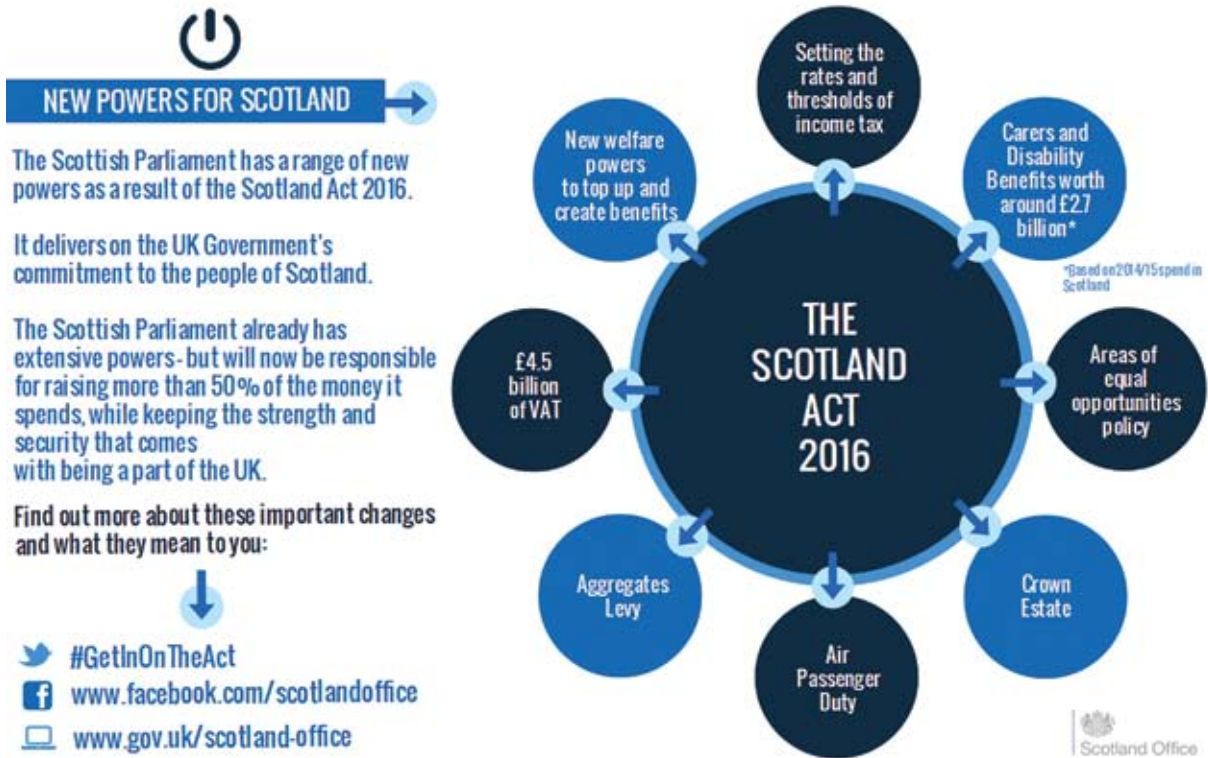 NEW POWERS FOR SCOTLAND
The Scottish Parliament has a range of new
powers as a result of the Scotland Act 2016.
It delivers on the UK Government's
commitment to the people of Scotland.
The Scottish Parliament already has
extensive powers - but will now be responsible
for raising more than 50% of the money it
spends, while keeping the strength and
security that comes
with being a part of the UK.
Find out more about these important changes
and what they mean to you:
#GetInOnTheAct
www.facebook.com/scotlandoffice
www.gov.uk/scotland-office
THE
SCOTLAND
ACT
2016
Setting the
rates and
thresholds of
income tax
Carers and
Disability
Benefits worth
around £2.7
billion*
*Based on 2014/15 spend in
Scotland
Areas of
equal
opportunities
policy
Crown
Estate
Air
Passenger
Duty
Aggregates
Levy
£4.5
billion
of VAT
New welfare
powers
to top up and
create benefits
Scotland Office